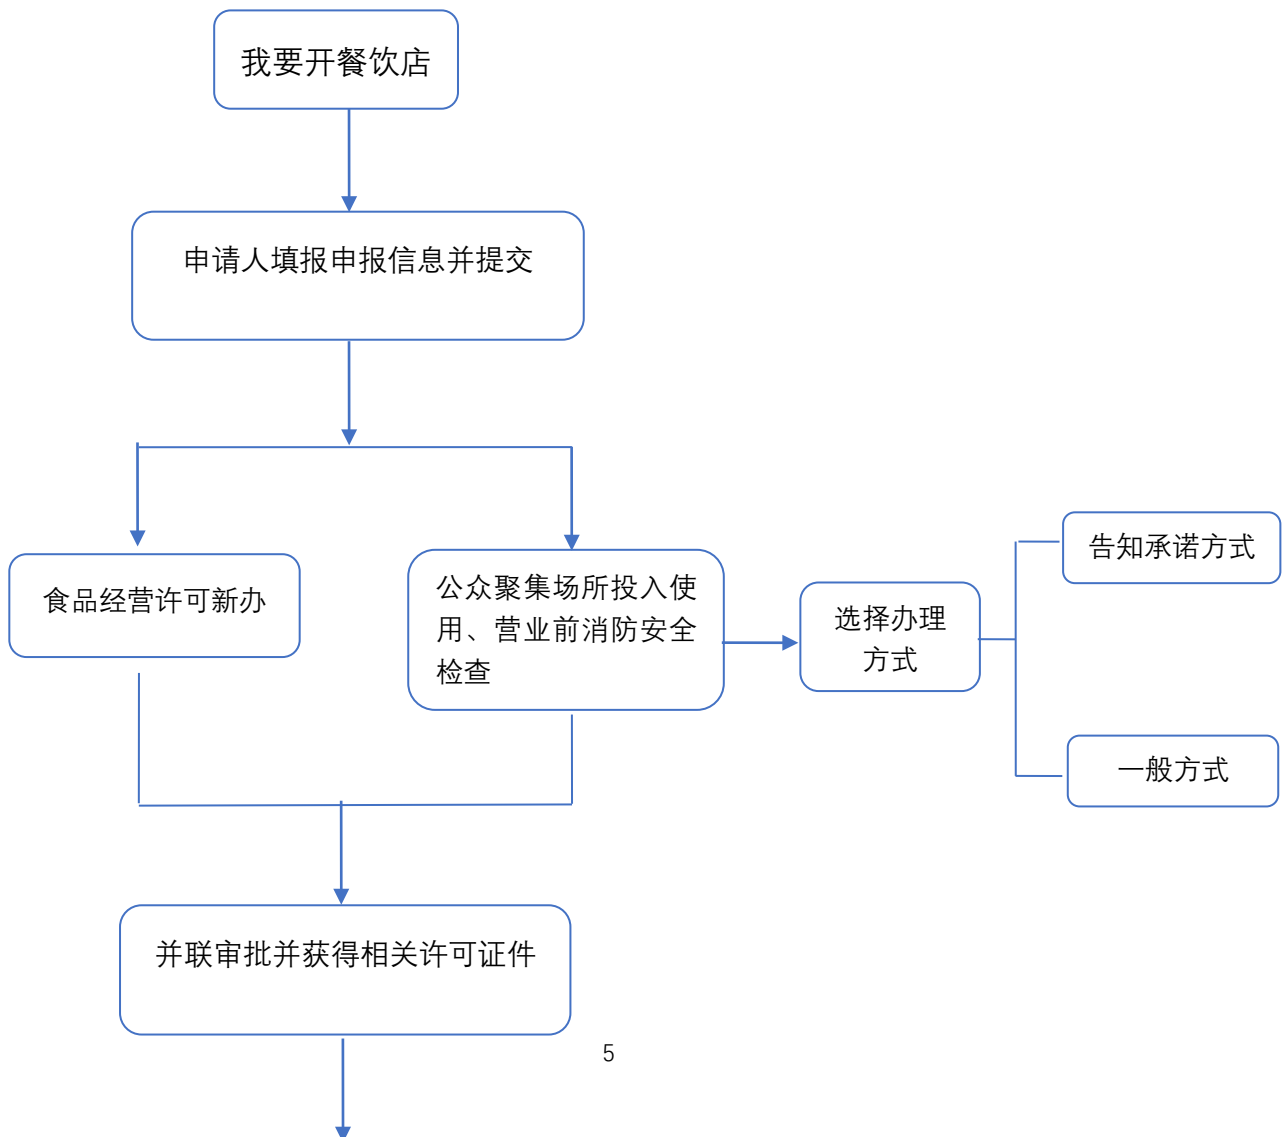 我要开餐饮店
申请人填报申报信息并提交
食品经营许可新办
公众聚集场所投入使
用、营业前消防安全
检查
选择办理
方式
告知承诺方式
一般方式
并联审批并获得相关许可证件
5